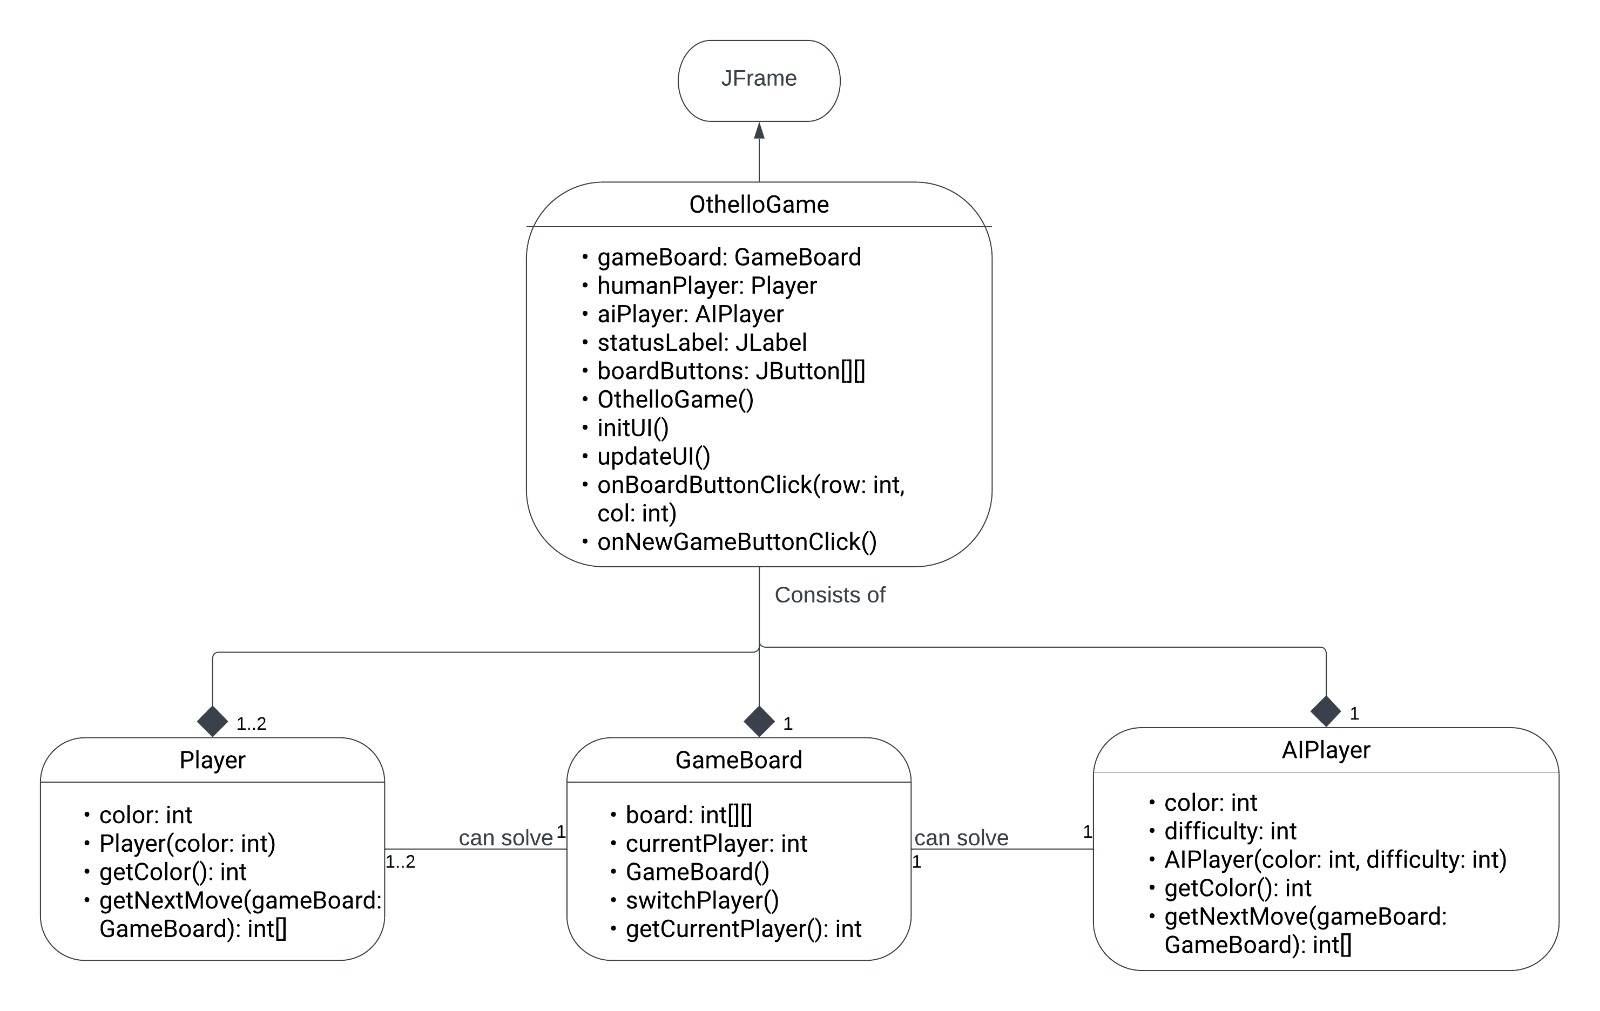 JFrame
OthelloGame
• gameBoard: GameBoard
• humanPlayer: Player
• aiPlayer: AIPlayer
• statusLabel: JLabel
• boardButtons: JButton[][]
• OthelloGame()
• initUI()
• updateUI()
• onBoardButtonClick(row: int,
col: int)
• onNewGameButtonClick()
Consists of
1..2
1
1
Player
• color: int
• Player(color: int)
• getColor(): int
• getNextMove(gameBoard:
GameBoard): int[]
can solve
1
1..2
GameBoard
• board: int[][]
• currentPlayer: int
• GameBoard()
• switchPlayer()
• getCurrentPlayer(): int
can solve
1
1
AIPlayer
• color: int
• difficulty: int
• AIPlayer(color: int, difficulty: int)
• getColor(): int
• getNextMove(gameBoard:
GameBoard): int[]